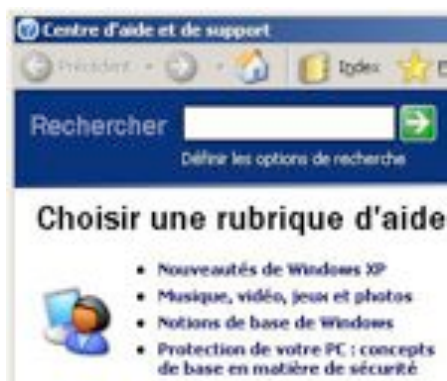 Centre d'aide et de support
Précédent
Index
Rechercher
Définir les options de recherche
Choisir une rubrique d'aide
Nouveautés de Windows XP
Musique, vidéo, jeux et photos
Notions de base de Windows
Protection de votre PC : concepts
de base en matière de sécurité